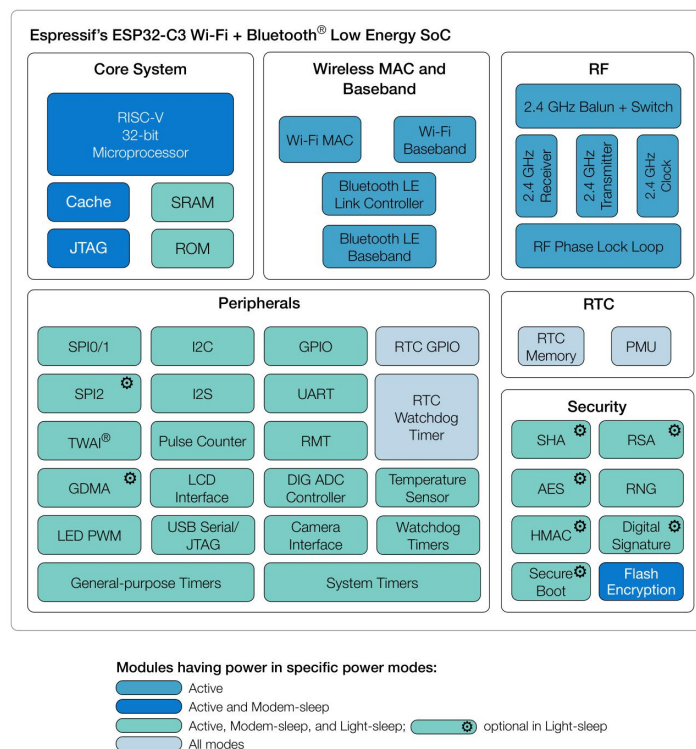 Espressif's ESP32-C3 Wi-Fi + Bluetooth® Low Energy SoC
Core System
RISC-V
32-bit
Microprocessor
Cache
SRAM
JTAG
ROM
Wireless MAC and
Baseband
Wi-Fi MAC
Wi-Fi
Baseband
Bluetooth LE
Link Controller
Bluetooth LE
Baseband
RF
2.4 GHz Balun + Switch
2.4 GHz
Receiver
2.4 GHz
Transmitter
2.4 GHz
Clock
RF Phase Lock Loop
Peripherals
SPI0/1
I2C
GPIO
RTC GPIO
SPI2
I2S
UART
RTC
Watchdog
Timer
TWAI®
Pulse Counter
RMT
GDMA
LCD
Interface
DIG ADC
Controller
Temperature
Sensor
LED PWM
USB Serial/
JTAG
Camera
Interface
Watchdog
Timers
General-purpose Timers
System Timers
RTC
RTC
Memory
PMU
Security
SHA
RSA
AES
RNG
HMAC
Digital
Signature
Secure
Boot
Flash
Encryption
Modules having power in specific power modes:
Active
Active and Modem-sleep
Active, Modem-sleep, and Light-sleep; optional in Light-sleep
All modes